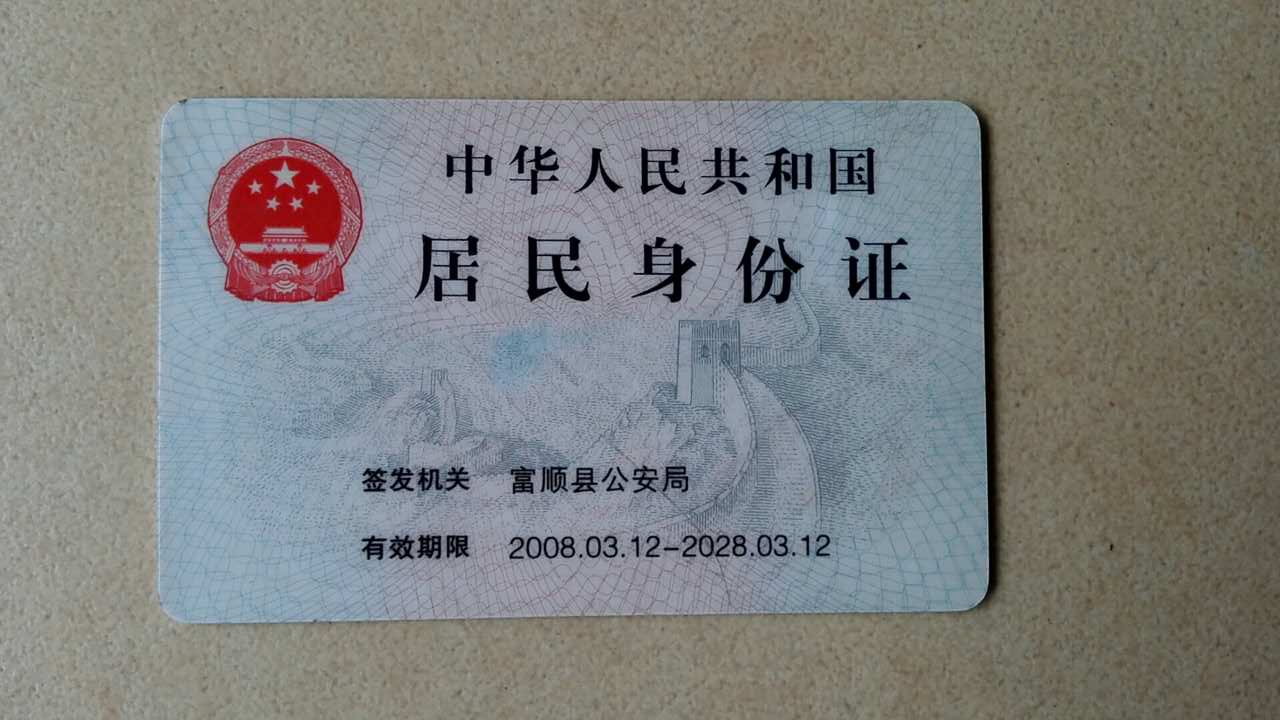 中华人民共和国
居民身份证
签发机关 富顺县公安局
有效期限 2008.03.12-2028.03.12